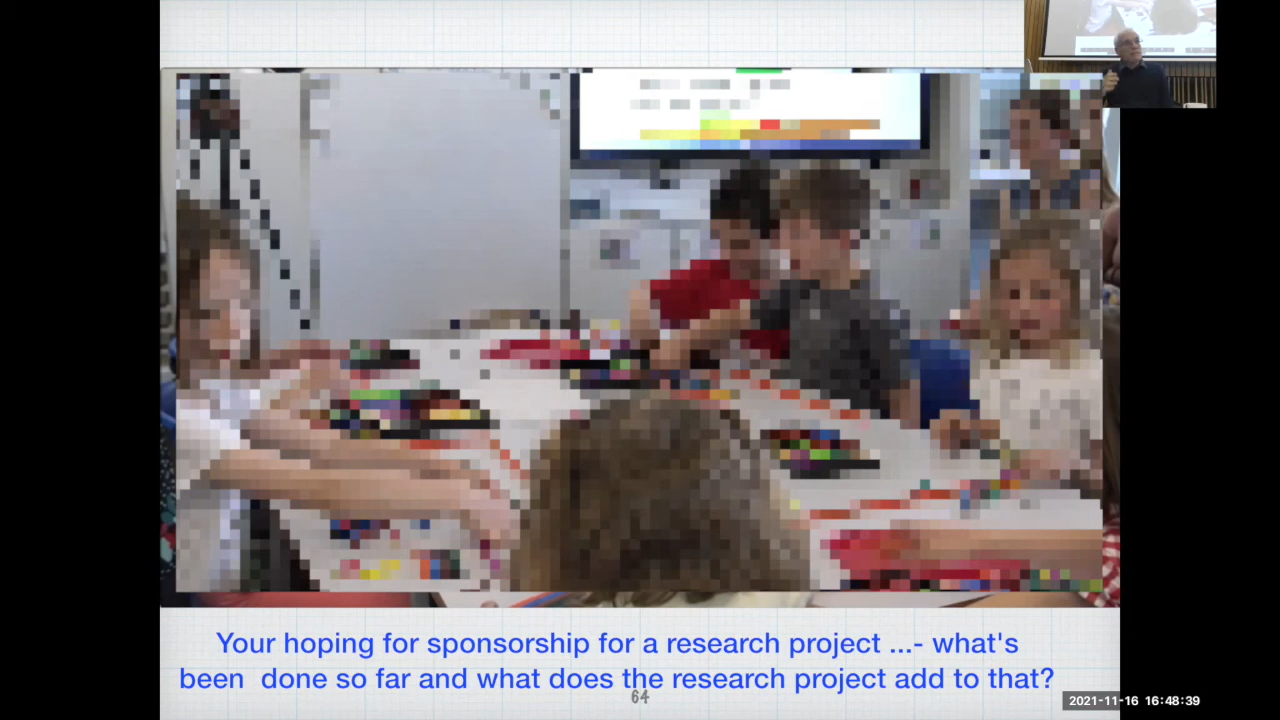 Your hoping for sponsorship for a research project ...- what's
been  done so far and what does the research project add to that?
64
2021-11-16 16:48:39